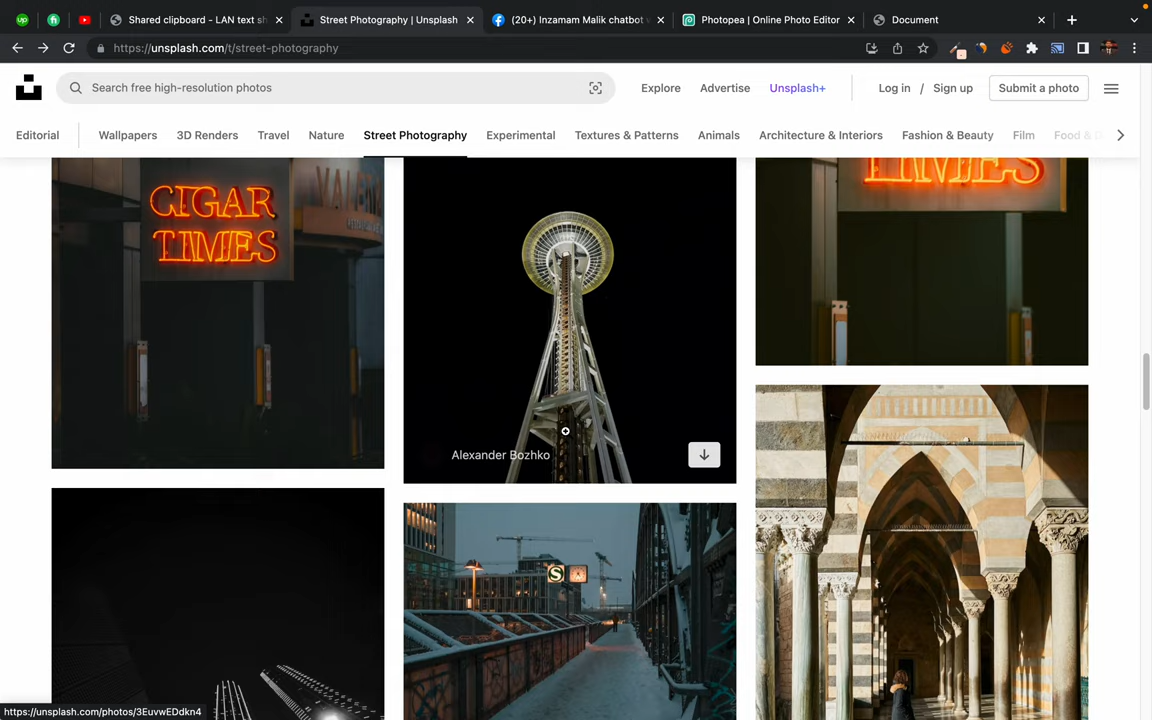 Shared clipboard - LAN text sh
Street Photography | Unsplash
(20+) Inzamam Malik chatbot v
Photopea | Online Photo Editor
Document
https://unsplash.com/t/street-photography
Search free high-resolution photos
Explore
Advertise
Unsplash+
Log in / Sign up
Submit a photo
Editorial
Wallpapers
3D Renders
Travel
Nature
Street Photography
Experimental
Textures & Patterns
Animals
Architecture & Interiors
Fashion & Beauty
Film
Food &
CIGAR
TIMES
TIMES
Alexander Bozhko
S
https://unsplash.com/photos/3EuvwEDdkn4